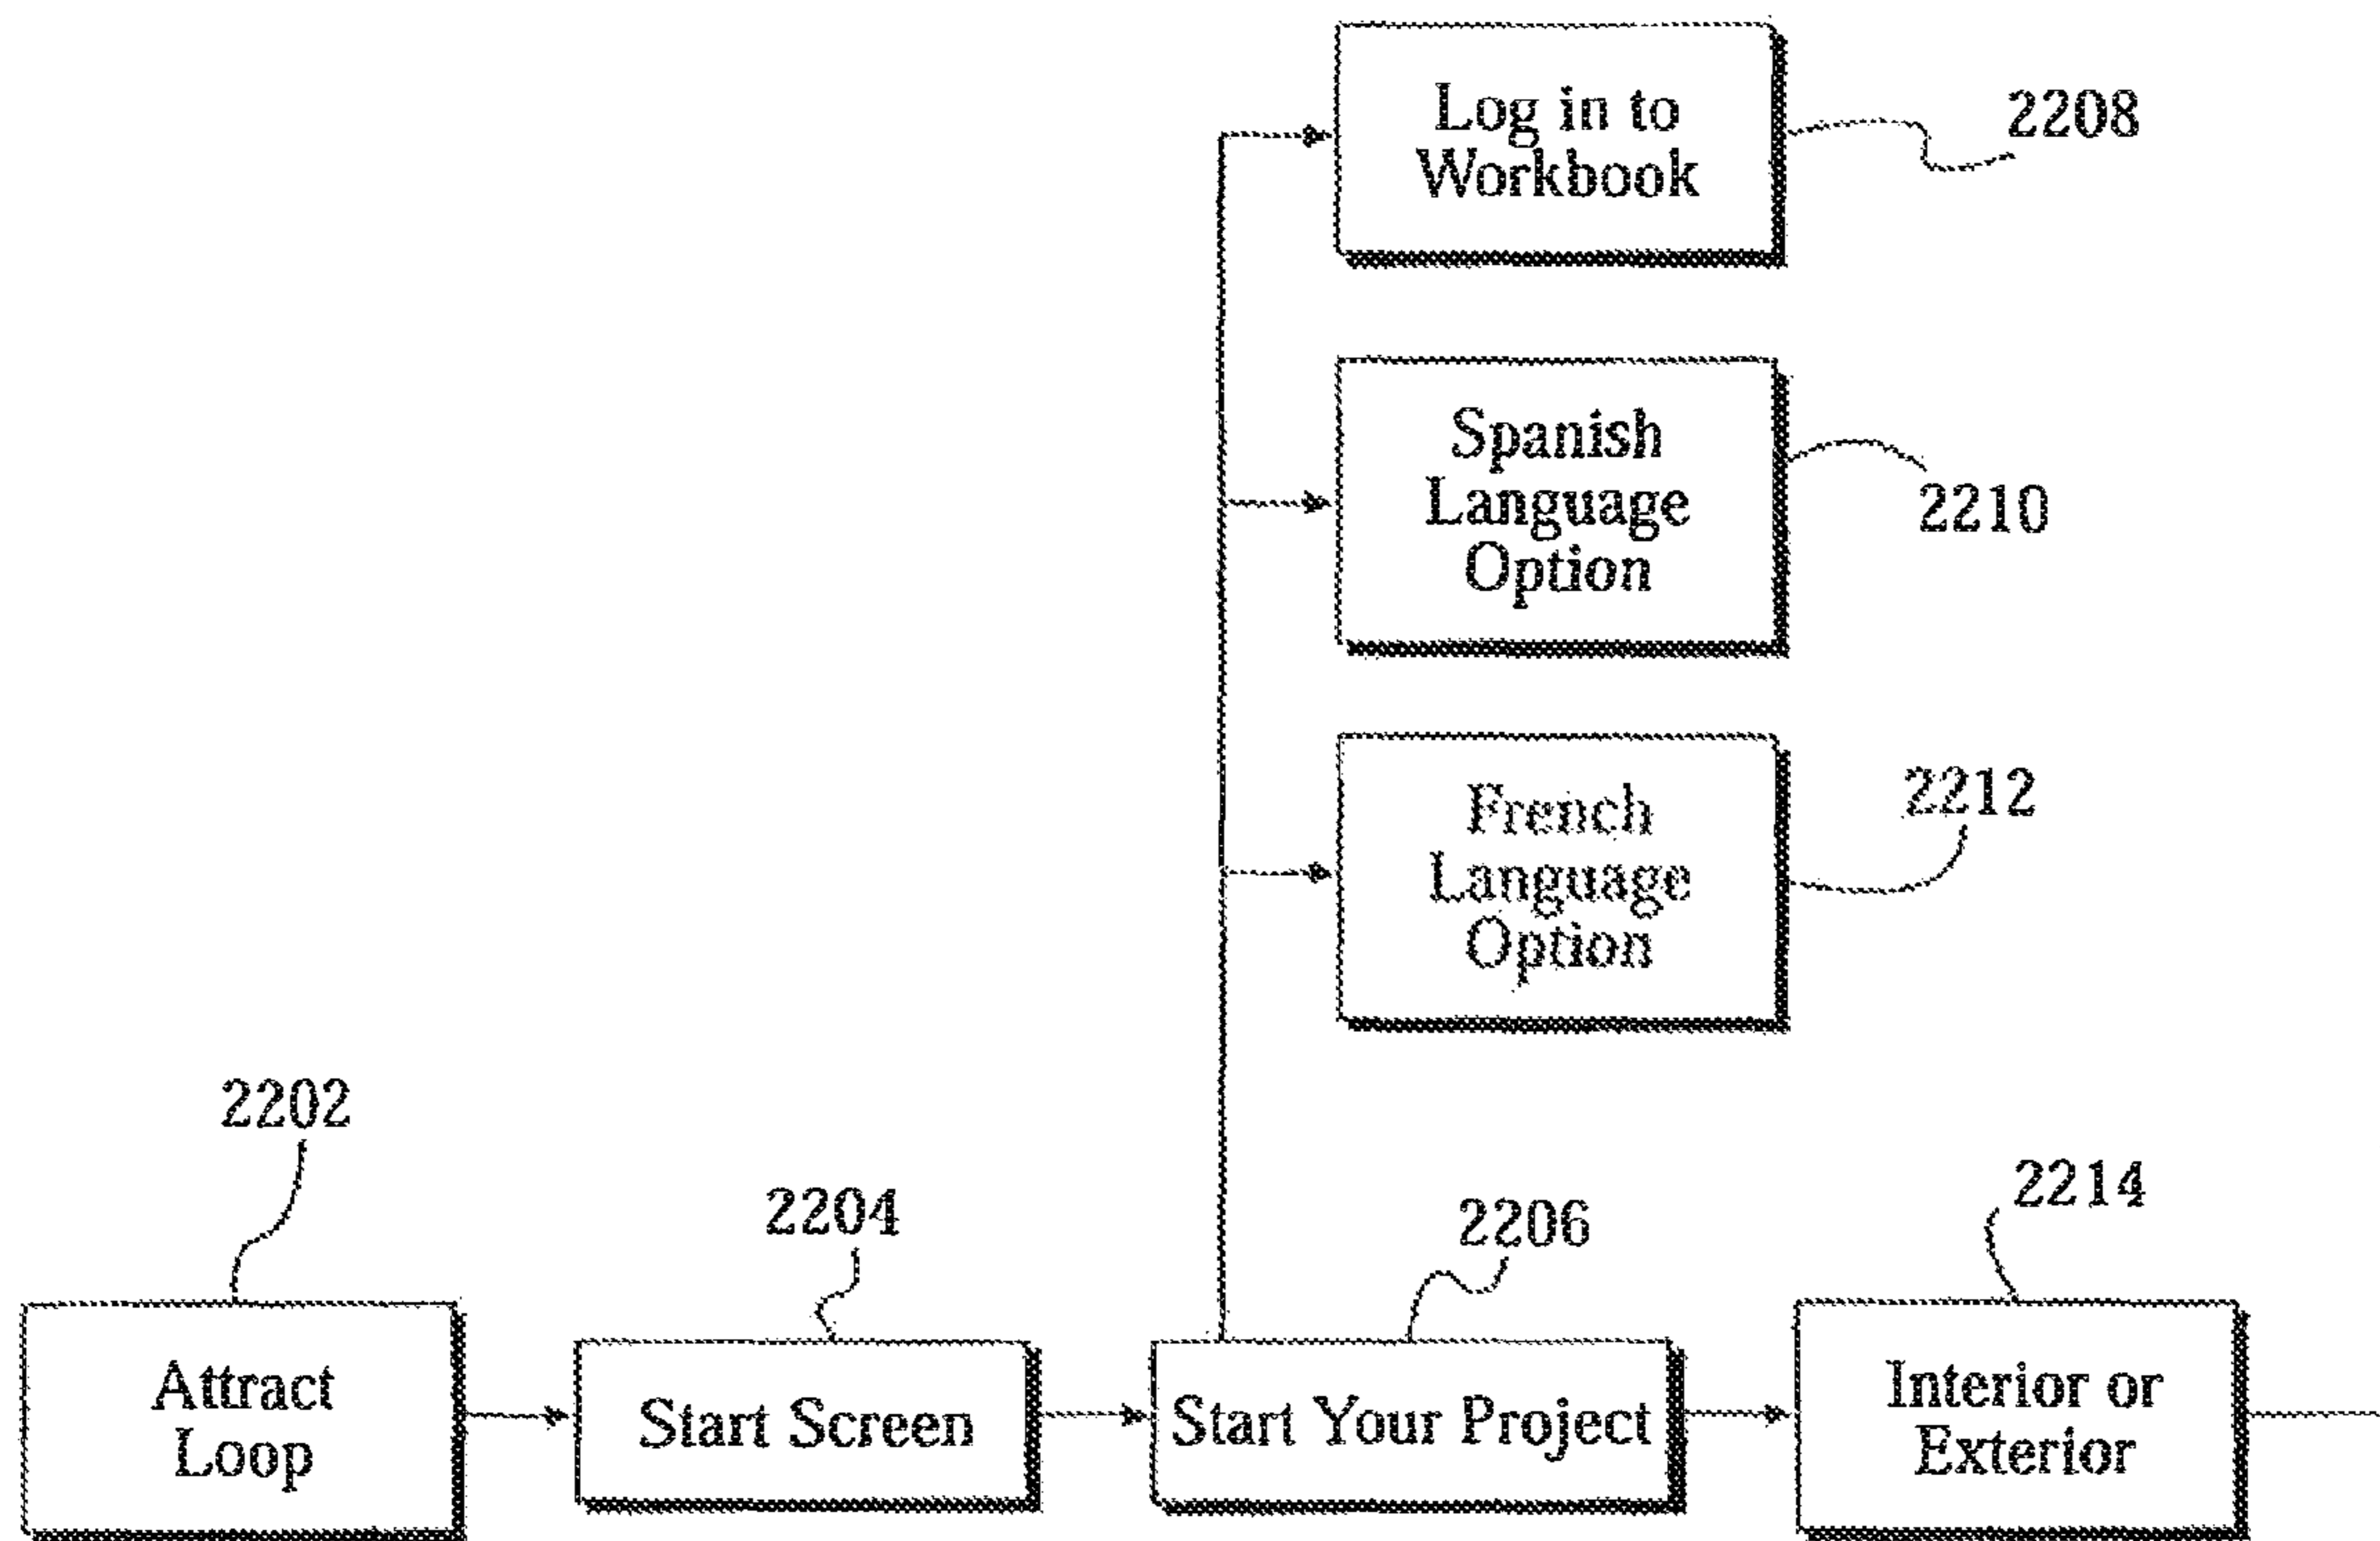 Log in to
Workbook
2208
Spanish
Language
Option
2210
French
Language
Option
2212
2202
Attract
Loop
2204
Start Screen
2206
Start Your Project
2214
Interior or
Exterior